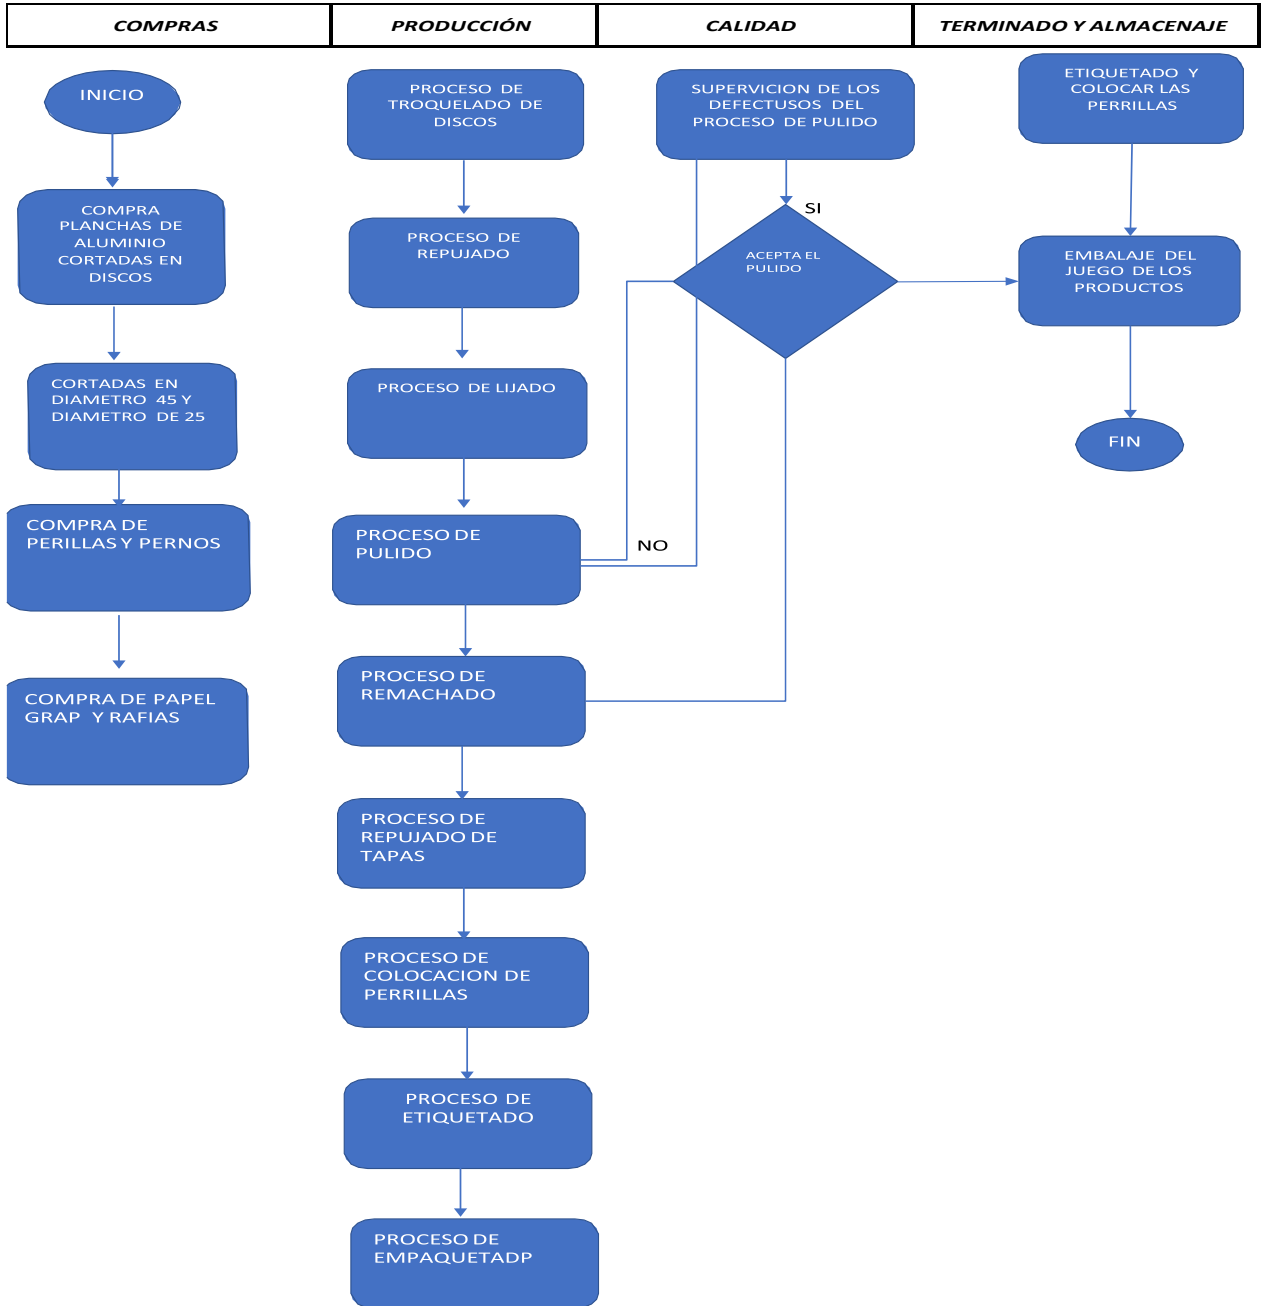 COMPRAS
PRODUCCIÓN
CALIDAD
TERMINADO Y ALMACENAJE
INICIO
COMPRA
PLANCHAS DE
ALUMINIO
CORTADAS EN
DISCOS
CORTADAS EN
DIAMETRO 45 Y
DIAMETRO DE 25
COMPRA DE
PERILLAS Y PERNOS
COMPRA DE PAPEL
GRAP Y RAFIAS
PROCESO DE
TROQUELADO DE
DISCOS
PROCESO DE
REPUJADO
PROCESO DE LIJADO
PROCESO DE
PULIDO
PROCESO DE
REMACHADO
PROCESO DE
REPUJADO DE
TAPAS
PROCESO DE
COLOCACION DE
PERRILLAS
PROCESO DE
ETIQUETADO
PROCESO DE
EMPAQUETADP
SUPERVICION DE LOS
DEFECTUSOS DEL
PROCESO DE PULIDO
SI
ACEPTA EL
PULIDO
NO
ETIQUETADO Y
COLOCAR LAS
PERRILLAS
EMBALAJE DEL
JUEGO DE LOS
PRODUCTOS
FIN